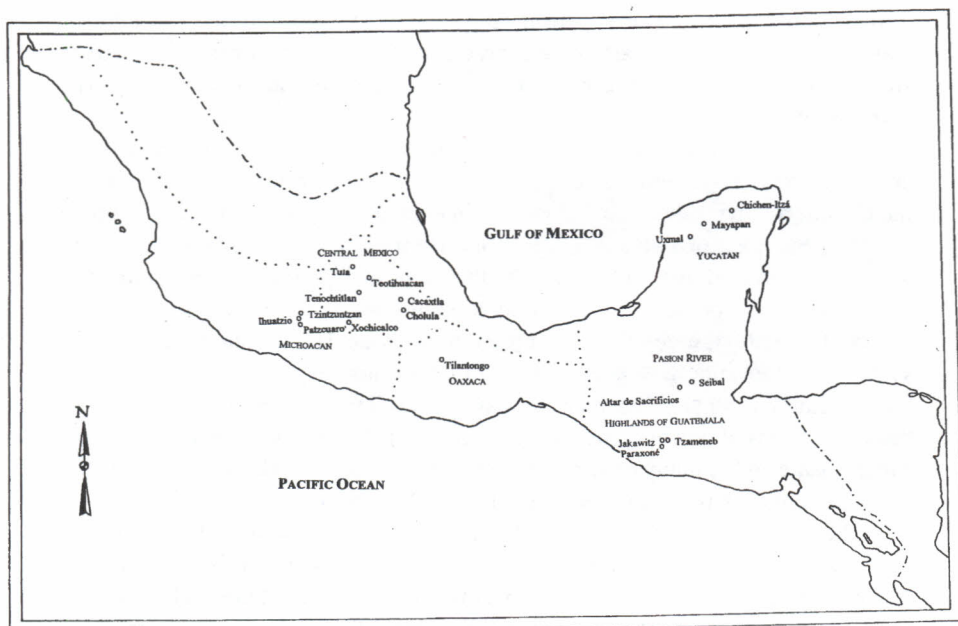 GULF OF MEXICO
Chichen-Itzá
Mayapan
Uxmal
YUCATAN
CENTRAL MEXICO
Tula
Teotihuacan
Tenochtitlan
Cacaxtla
Cholula
Ihuatzio
Tzintzuntzan
Patzcuaro
Xochicalco
MICHOACAN
Tilantongo
OAXACA
PASION RIVER
Seibal
Altar de Sacrificios
HIGHLANDS OF GUATEMALA
Jakawitz
Tzameneb
Paraxoné
N
PACIFIC OCEAN